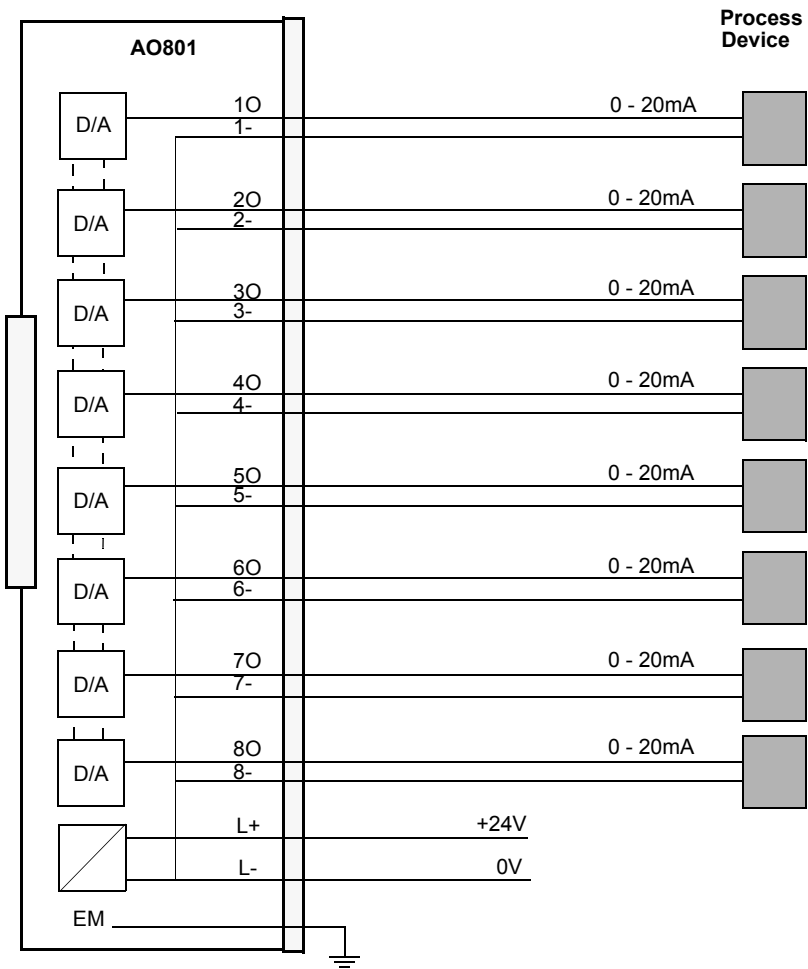 Process
Device
AO801
D/A 1O 0 - 20mA
1-
D/A 2O 0 - 20mA
2-
D/A 3O 0 - 20mA
3-
D/A 4O 0 - 20mA
4-
D/A 5O 0 - 20mA
5-
D/A 6O 0 - 20mA
6-
D/A 7O 0 - 20mA
7-
D/A 8O 0 - 20mA
8-
L+ +24V
L- 0V
EM